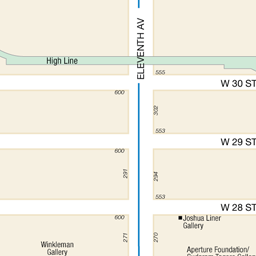 ELEVENTH AV
High Line
555
W 30 ST
600
302
553
W 29 ST
600
297
294
553
W 28 ST
600
Joshua Liner
Gallery
271
270
Winkleman
Gallery
Aperture Foundation/